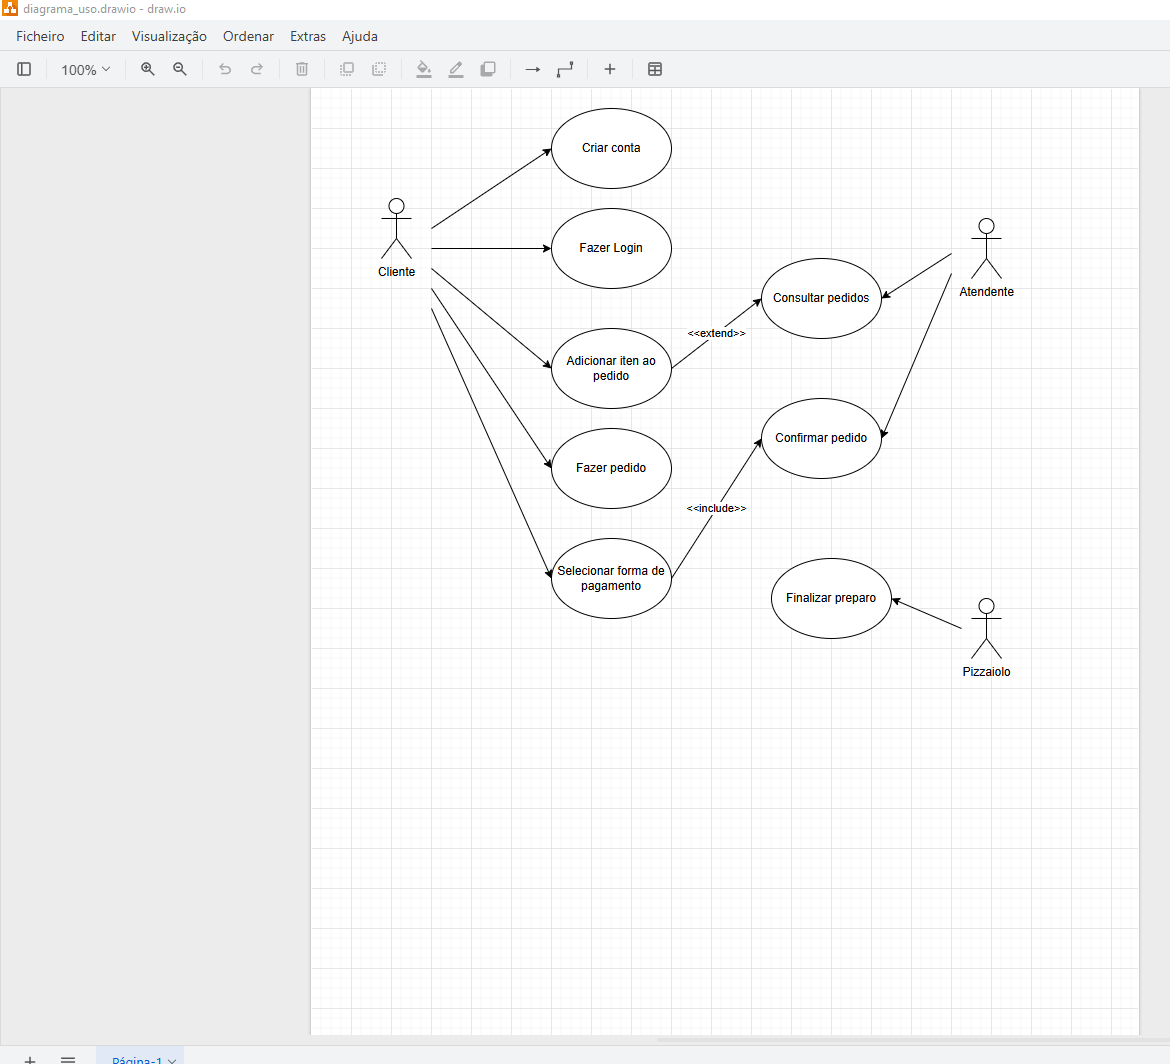 diagrama_uso.drawio - draw.io
Ficheiro Editar Visualização Ordenar Extras Ajuda
100%
Criar conta
Cliente
Fazer Login
Atendente
Consultar pedidos
<<extend>>
Adicionar iten ao
pedido
Confirmar pedido
Fazer pedido
<<include>>
Selecionar forma de
pagamento
Finalizar preparo
Pizzaiolo
Página-1